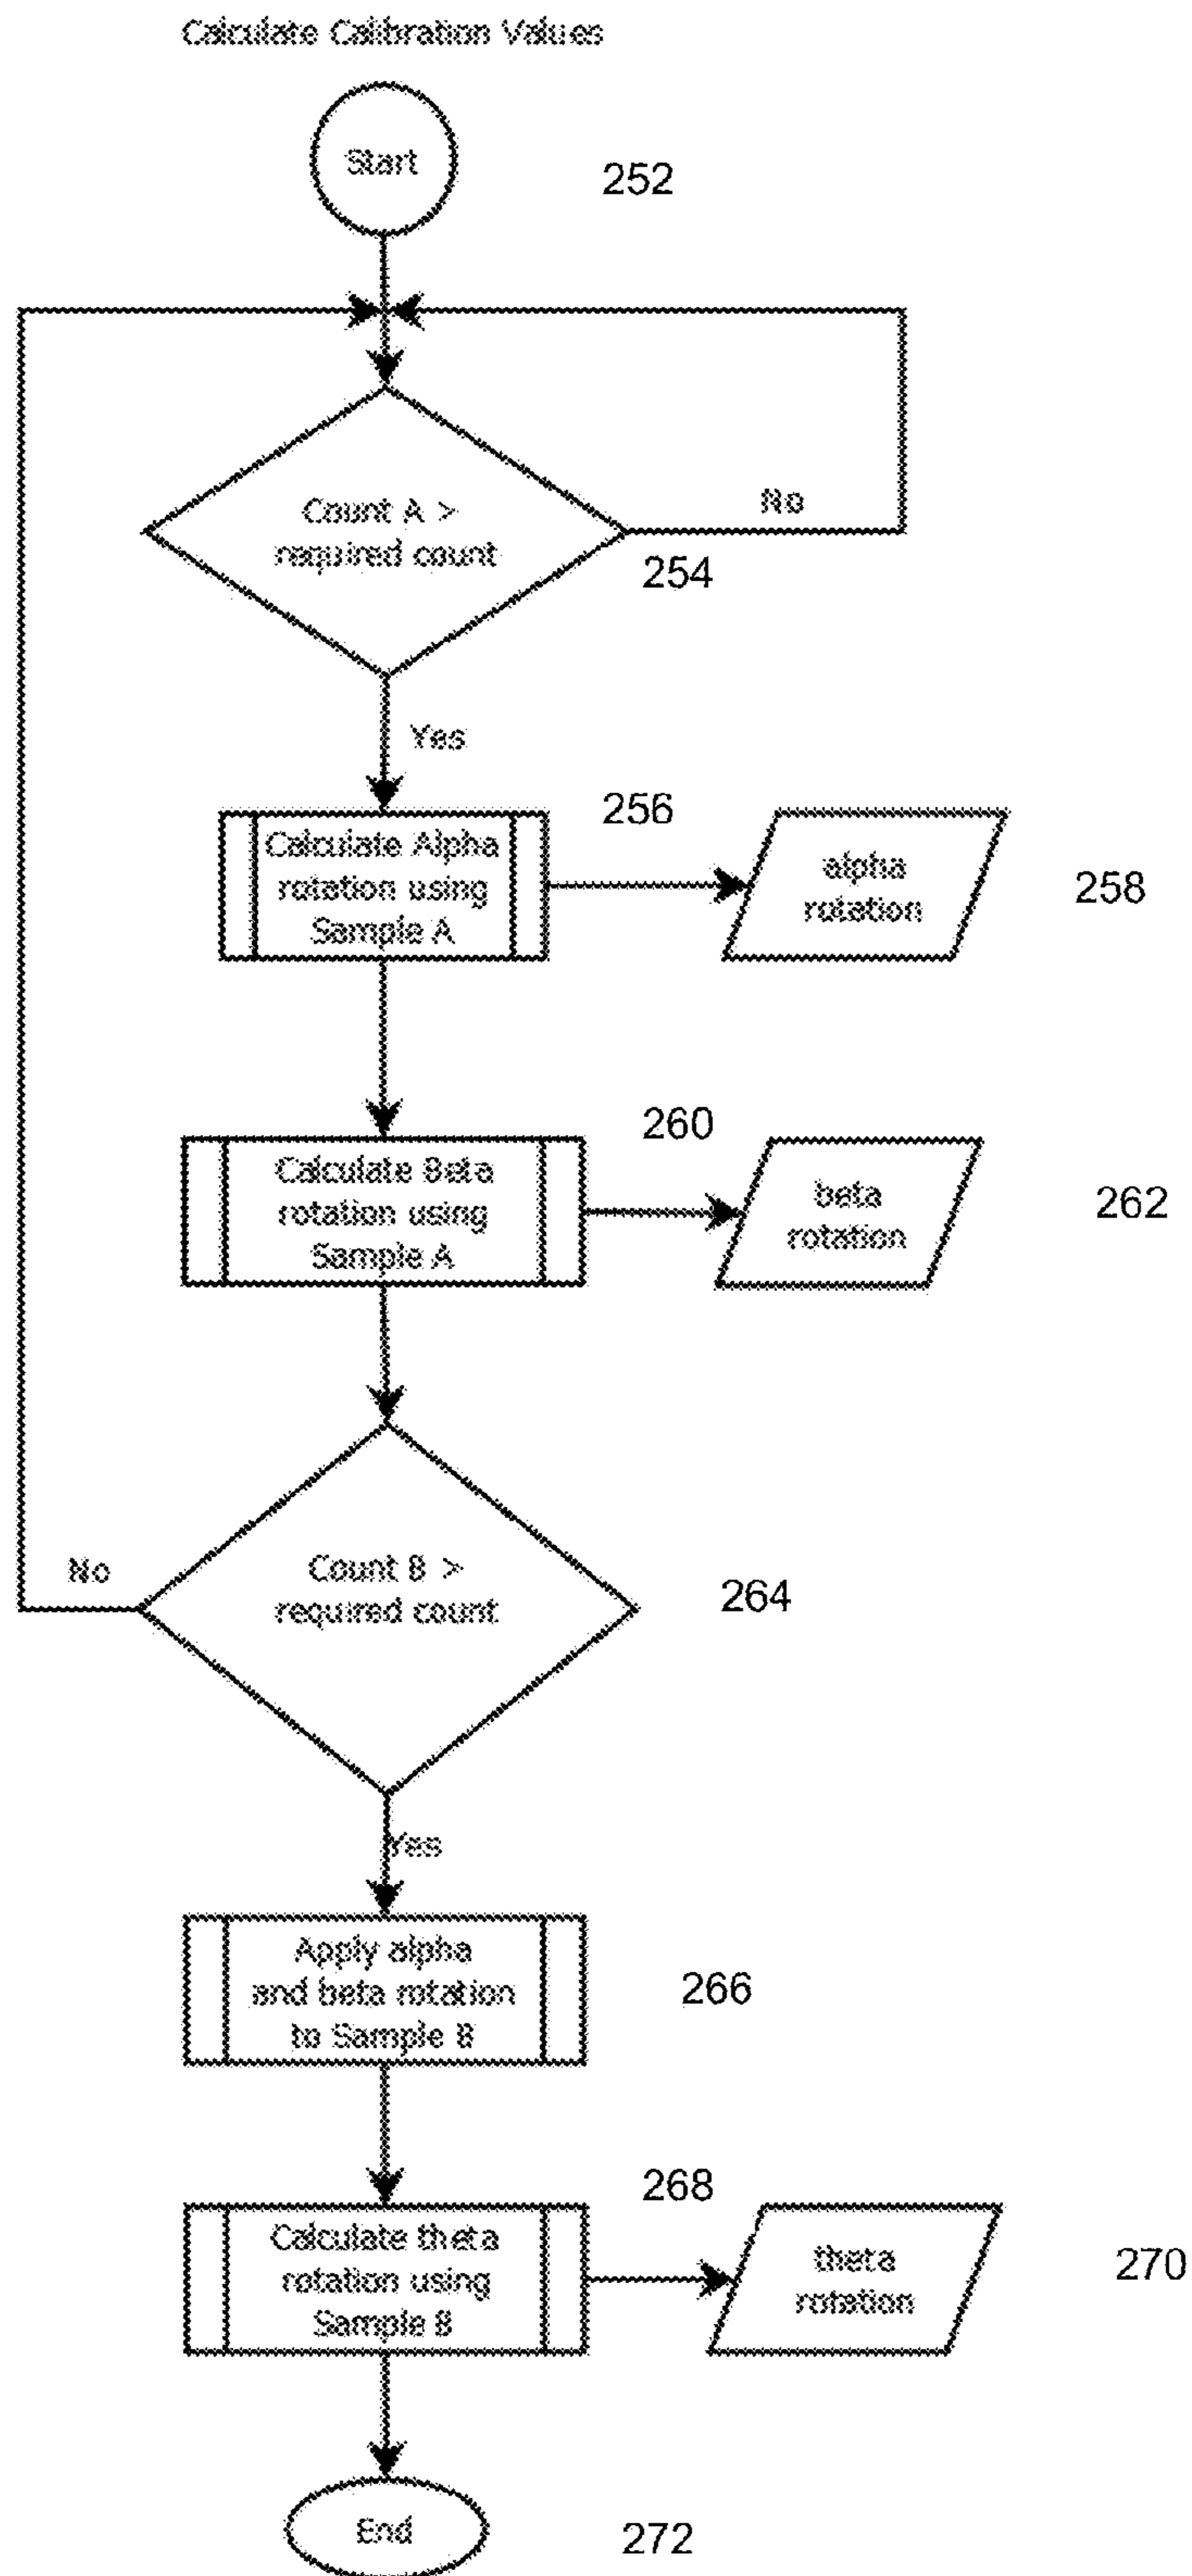 Calculate Calibration Values
Start
252
No
Count A >
required count
254
Yes
256
Calculate Alpha
rotation using
Sample A
alpha
rotation
258
260
Calculate Beta
rotation using
Sample A
beta
rotation
262
No
Count B >
required count
264
Yes
Apply alpha
and beta rotation
to Sample B
266
268
Calculate theta
rotation using
Sample B
theta
rotation
270
End
272